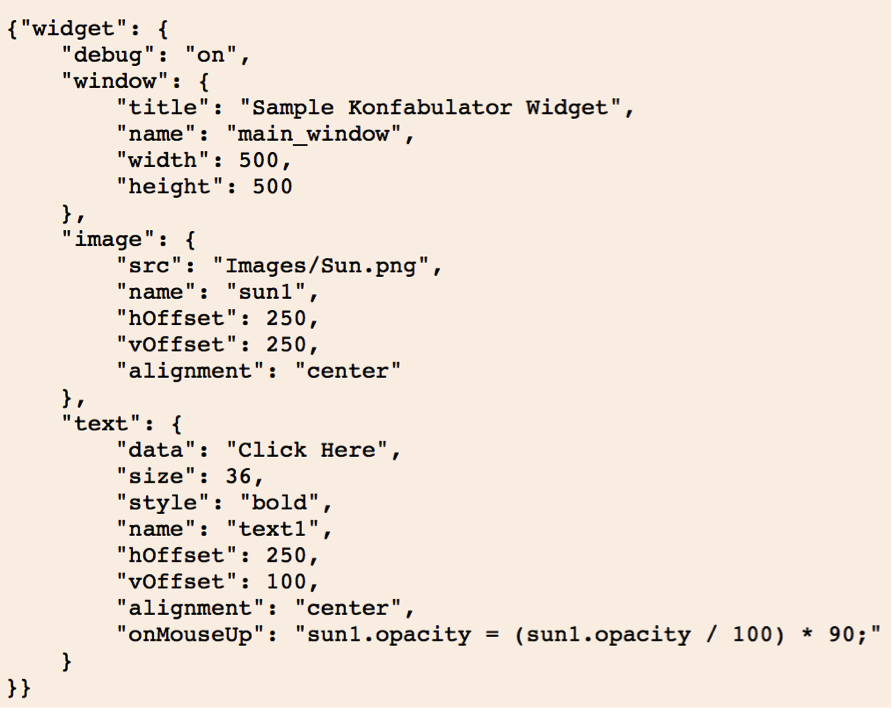 {"widget": {
    "debug": "on",
    "window": {
        "title": "Sample Konfabulator Widget",
        "name": "main_window",
        "width": 500,
        "height": 500
    },
    "image": {
        "src": "Images/Sun.png",
        "name": "sun1",
        "hOffset": 250,
        "vOffset": 250,
        "alignment": "center"
    },
    "text": {
        "data": "Click Here",
        "size": 36,
        "style": "bold",
        "name": "text1",
        "hOffset": 250,
        "vOffset": 100,
        "alignment": "center",
        "onMouseUp": "sun1.opacity = (sun1.opacity / 100) * 90;"
    }
}}